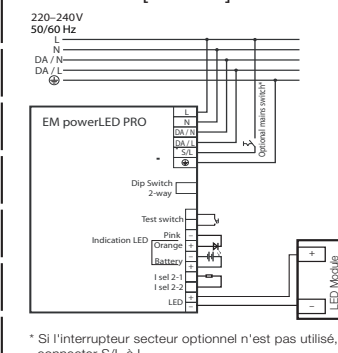 220–240 V
50/60 Hz
L
N
DA / N
DA / L
EM powerLED PRO
*
L
N
DA / N
DA / L
S/L
Optional mains switch*
Dip Switch
2-way
Test switch
Indication LED
Pink
Orange
Battery
I sel 2-1
I sel 2-2
LED
–
+
–
+
+
–
+
–
LED Module
* Si l'interrupteur secteur optionnel n'est pas utilisé,
connecter S/L à L